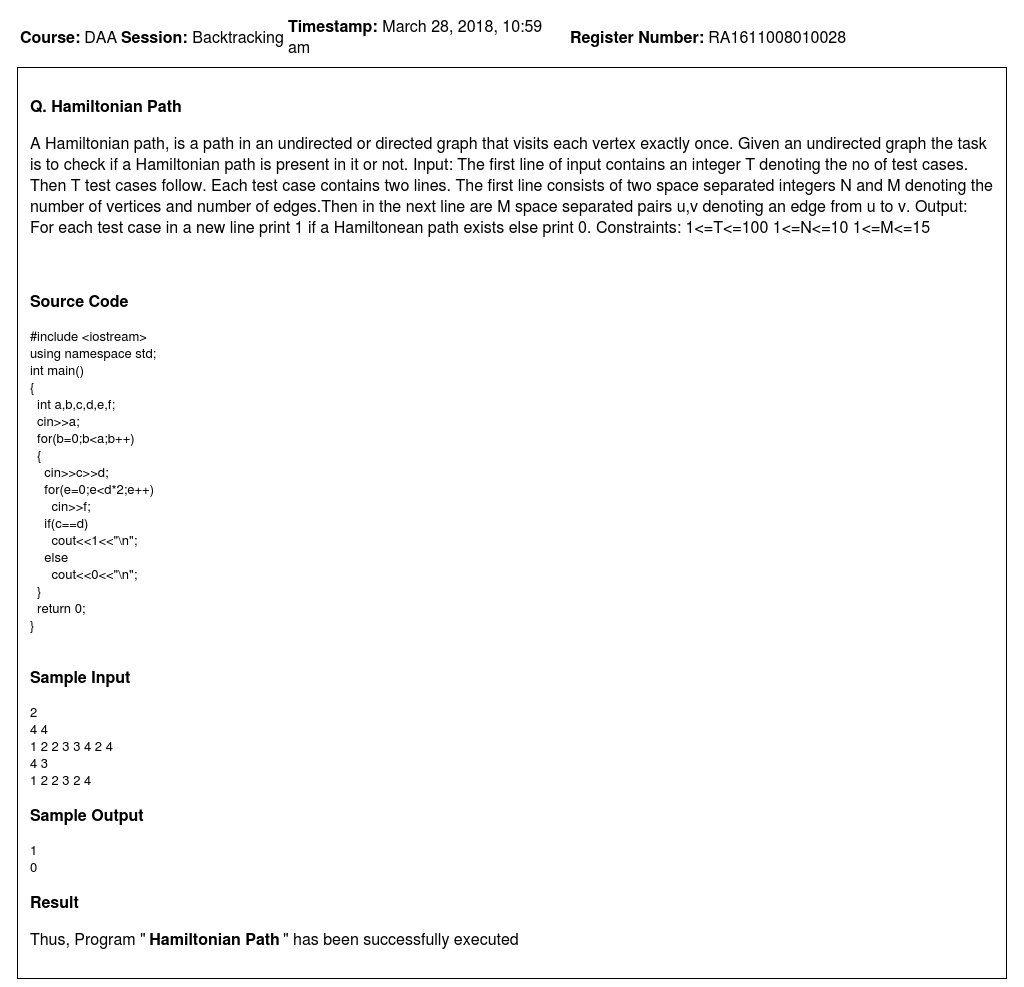 Course: DAA Session: Backtracking Timestamp: March 28, 2018, 10:59 am Register Number: RA1611008010028
Q. Hamiltonian Path
A Hamiltonian path, is a path in an undirected or directed graph that visits each vertex exactly once. Given an undirected graph the task
is to check if a Hamiltonian path is present in it or not. Input: The first line of input contains an integer T denoting the no of test cases.
Then T test cases follow. Each test case contains two lines. The first line consists of two space separated integers N and M denoting the
number of vertices and number of edges.Then in the next line are M space separated pairs u,v denoting an edge from u to v. Output:
For each test case in a new line print 1 if a Hamiltonean path exists else print 0. Constraints: 1<=T<=100 1<=N<=10 1<=M<=15
Source Code
#include <iostream>
using namespace std;
int main()
{
int a,b,c,d,e,f;
cin>>a;
for(b=0;b<a;b++)
{
cin>>c>>d;
for(e=0;e<d*2;e++)
cin>>f;
if(c==d)
cout<<1<<"\n";
else
cout<<0<<"\n";
}
return 0;
}
Sample Input
2
4 4
1 2 2 3 3 4 2 4
4 3
1 2 2 3 2 4
Sample Output
1
0
Result
Thus, Program " Hamiltonian Path " has been successfully executed